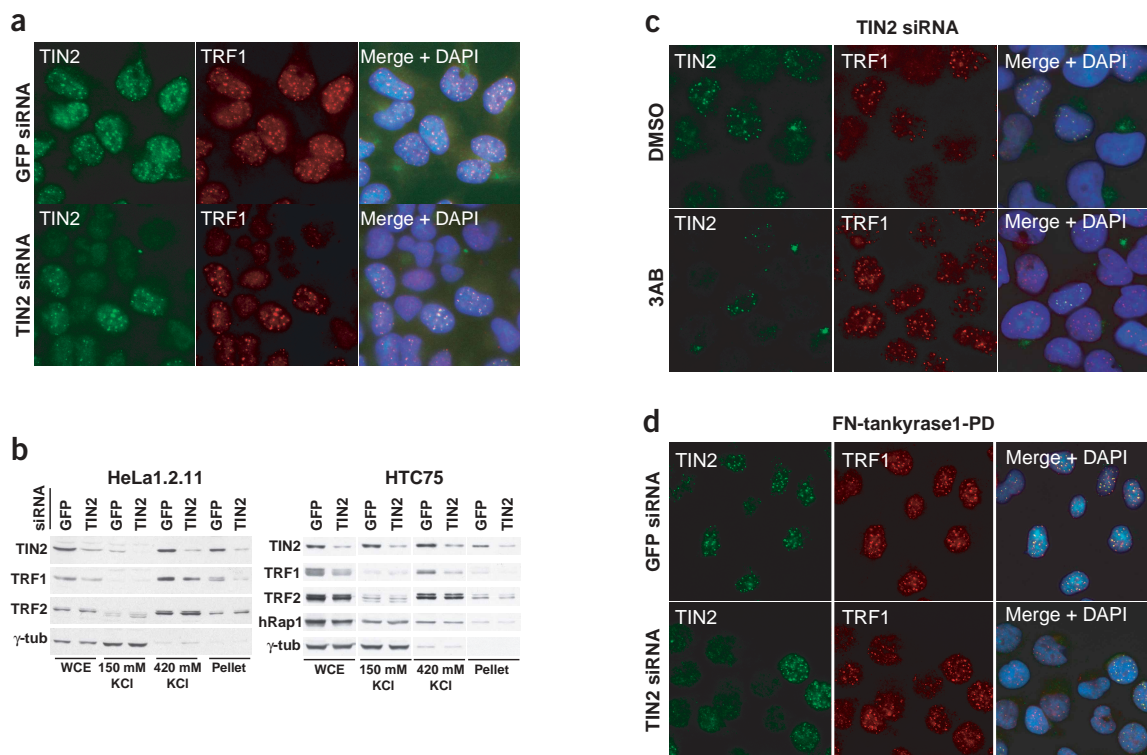 a
TIN2 TRF1 Merge + DAPI
GFP siRNA
TIN2 TRF1 Merge + DAPI
TIN2 siRNA
b
HeLa1.2.11
siRNA GFP TIN2 GFP TIN2 GFP TIN2 GFP TIN2
TIN2
TRF1
TRF2
γ-tub
WCE 150 mM KCl 420 mM KCl Pellet
HTC75
GFP TIN2 GFP TIN2 GFP TIN2 GFP TIN2
TIN2
TRF1
TRF2
hRap1
γ-tub
WCE 150 mM KCl 420 mM KCl Pellet
c
TIN2 siRNA
TIN2 TRF1 Merge + DAPI
DMSO
TIN2 TRF1 Merge + DAPI
3AB
d
FN-tankyrase1-PD
TIN2 TRF1 Merge + DAPI
GFP siRNA
TIN2 TRF1 Merge + DAPI
TIN2 siRNA